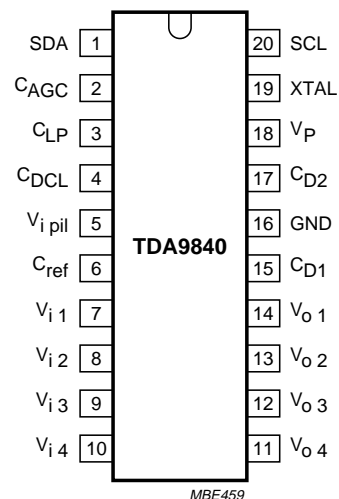 SDA 1 20 SCL
CAGC 2 19 XTAL
CLP 3 18 VP
CDCL 4 17 CD2
Vi pil 5 16 GND
TDA9840
Cref 6 15 CD1
Vi 1 7 14 Vo 1
Vi 2 8 13 Vo 2
Vi 3 9 12 Vo 3
Vi 4 10 11 Vo 4
MBE459